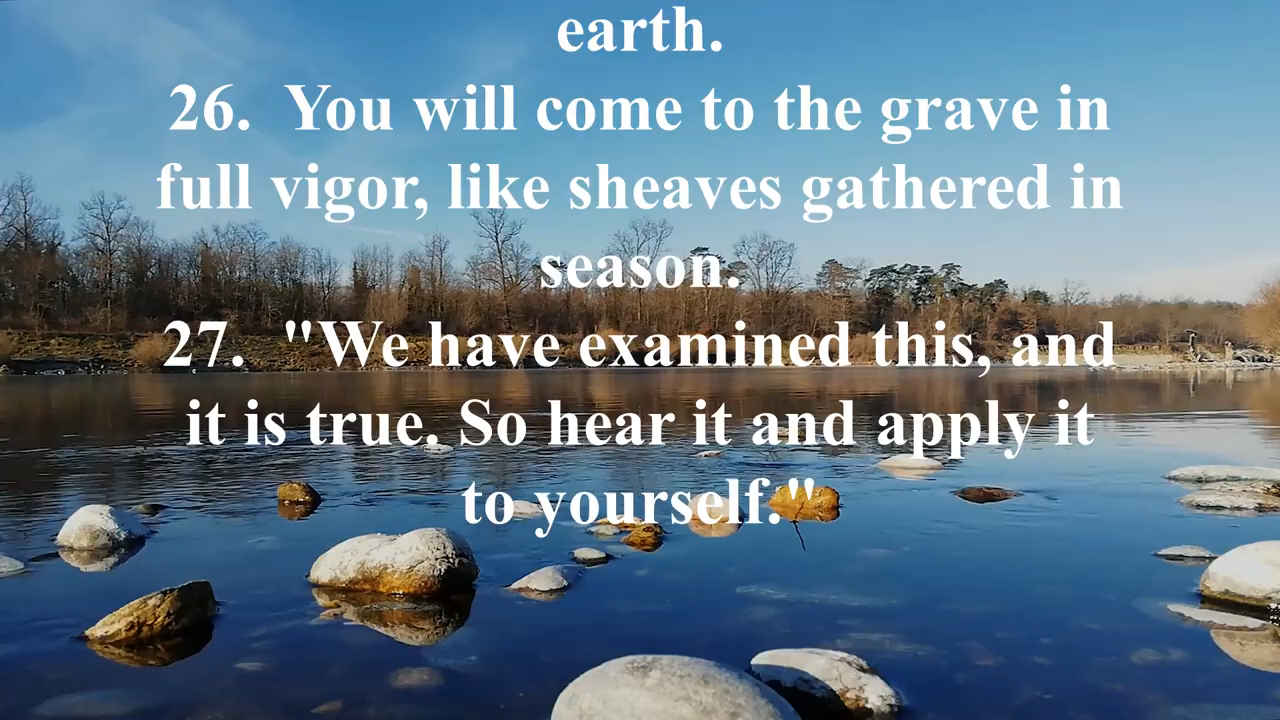 earth.
26.  You will come to the grave in
full vigor, like sheaves gathered in
season.
27.  "We have examined this, and
it is true. So hear it and apply it
to yourself."